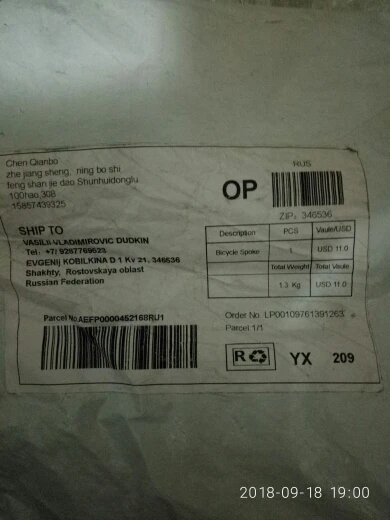 Chen Qianbo
zhe jiang sheng, ning bo shi
feng shan jie dao Shunhuidonglu
100hao 308
15857439325
RUS
OP
ZIP: 346536
SHIP TO
VASILII VLADIMIROVIC DUDKIN
Tel: +7/ 9287769623
EVGENIJ KOBILKINA D 1 Kv 21, 346536
Shakhty, Rostovskaya oblast
Russian Federation
Description PCS Vaule/USD
Bicycle Spoke 1 USD 11.0
Total Weight Total Vaule
1.3 Kg USD 11.0
Parcel No:AEFP0000452168RU1
Order No. LP00109761391263
Parcel 1/1
R YX 209
2018-09-18 19:00